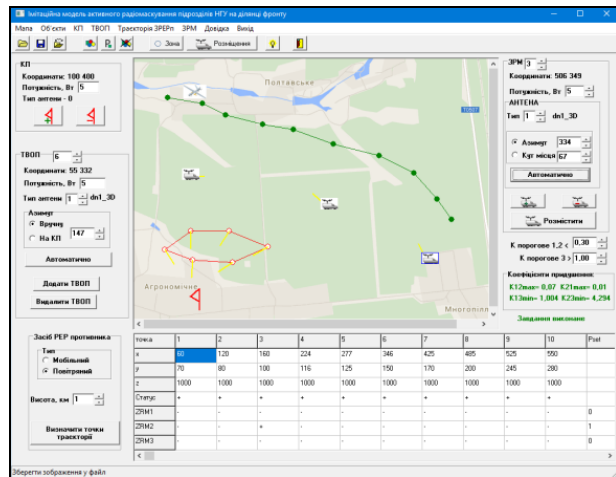 Імітаційна модель активного радіомаскування підрозділів НГУ на ділянці фронту
Мапа Об'єкти КП ТВОП Траєкторія ЗРЕРп ЗРМ Довідка Вихід
Зона Розміщення
КП
Координати: 100 400
Потужність, Вт 5
Тип антени - 0
ТВОП 6
Координати: 55 332
Потужність, Вт 5
Тип антени 1 dn1_3D
Азимут
Вручну
На КП
147
Автоматично
Додати ТВОП
Видалити ТВОП
Засіб РЕР противника
Тип
Мобільний
Повітряний
Висота, км 1
Визначити точки траєкторії
Полтавське
Агрономічне
Многопілл
ЗРМ 3
Координати: 506 349
Потужність, Вт 5
АНТЕНА
Тип 1 dn1_3D
Азимут 334
Кут місця 67
Автоматично
Розмістити
К порогове 1,2 < 0,30
К порогове 3 > 1,00
Коефіцієнти придушення:
K12max= 0,07 K21max= 0,01
K13min= 1,004 K23min= 4,294
Завдання виконане
точка 1 2 3 4 5 6 7 8 9 10
x 60 120 160 224 277 346 425 485 525 550
y 70 80 100 116 125 150 170 200 245 280
z 1000 1000 1000 1000 1000 1000 1000 1000 1000 1000
Статус + + + + + + + + + +
ZRM1 - - - - - - - - - - 0
ZRM2 - - + - - - - - - - 1
ZRM3 - - - - - - - - - - 0
Зберегти зображення у файл